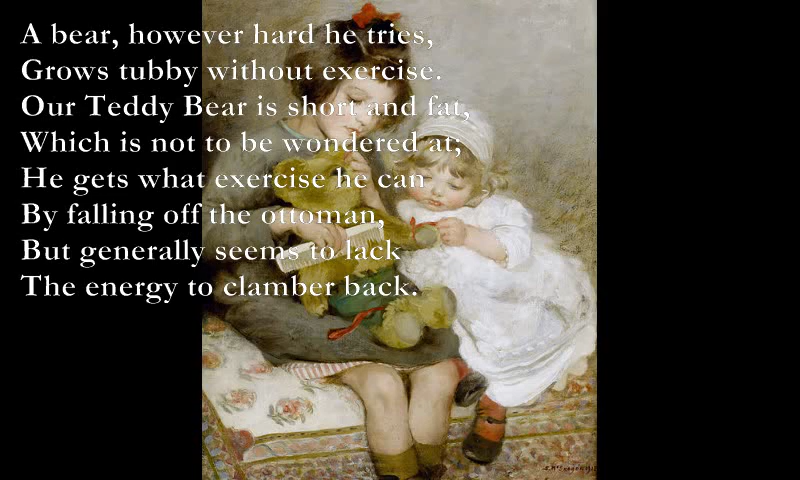 A bear, however hard he tries,
Grows tubby without exercise.
Our Teddy Bear is short and fat,
Which is not to be wondered at;
He gets what exercise he can
By falling off the ottoman,
But generally seems to lack
The energy to clamber back.